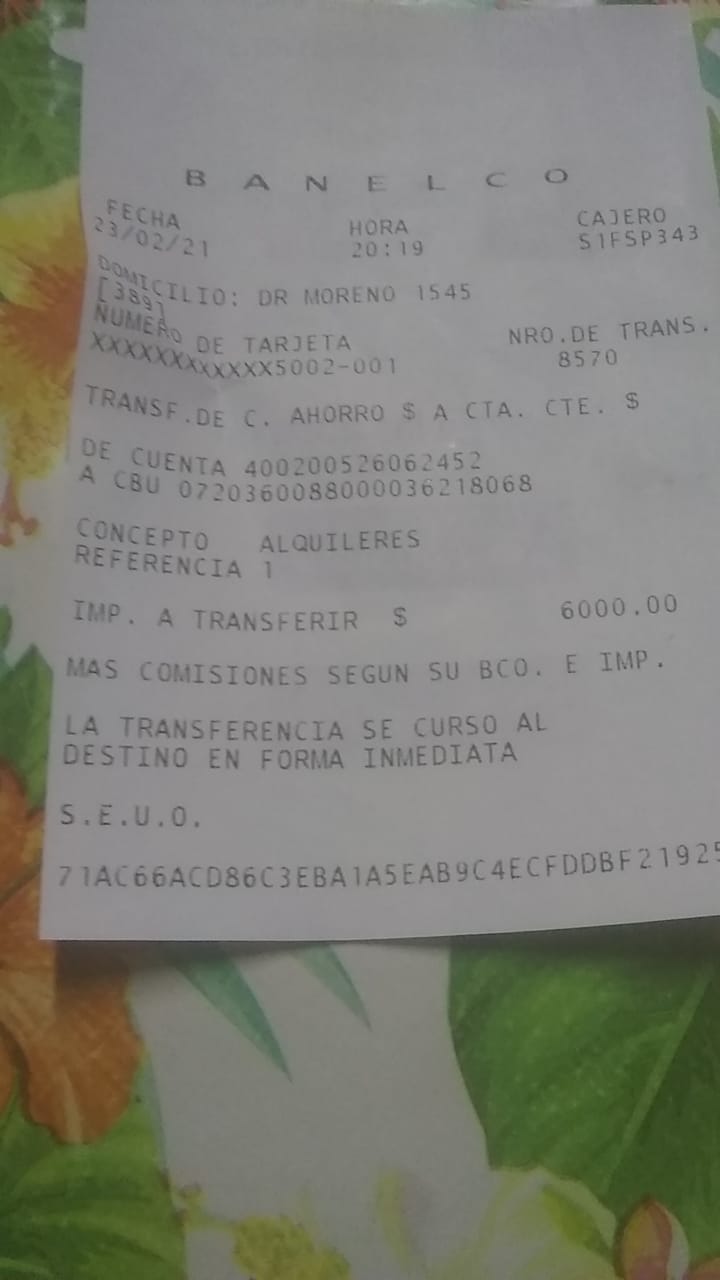 B A N E L C O
FECHA HORA CAJERO
23/02/21 20:19 S1FSP343
DOMICILIO: DR MORENO 1545
[389]
NUMERO DE TARJETA NRO.DE TRANS.
XXXXXXXXXXXX5002-001 8570
TRANSF.DE C. AHORRO $ A CTA. CTE. $
DE CUENTA 400200526062452
A CBU 0720360088000036218068
CONCEPTO ALQUILERES
REFERENCIA 1
IMP. A TRANSFERIR $ 6000.00
MAS COMISIONES SEGUN SU BCO. E IMP.
LA TRANSFERENCIA SE CURSO AL
DESTINO EN FORMA INMEDIATA
S.E.U.O.
71AC66ACD86C3EBA1A5EAB9C4ECFDDBF21925